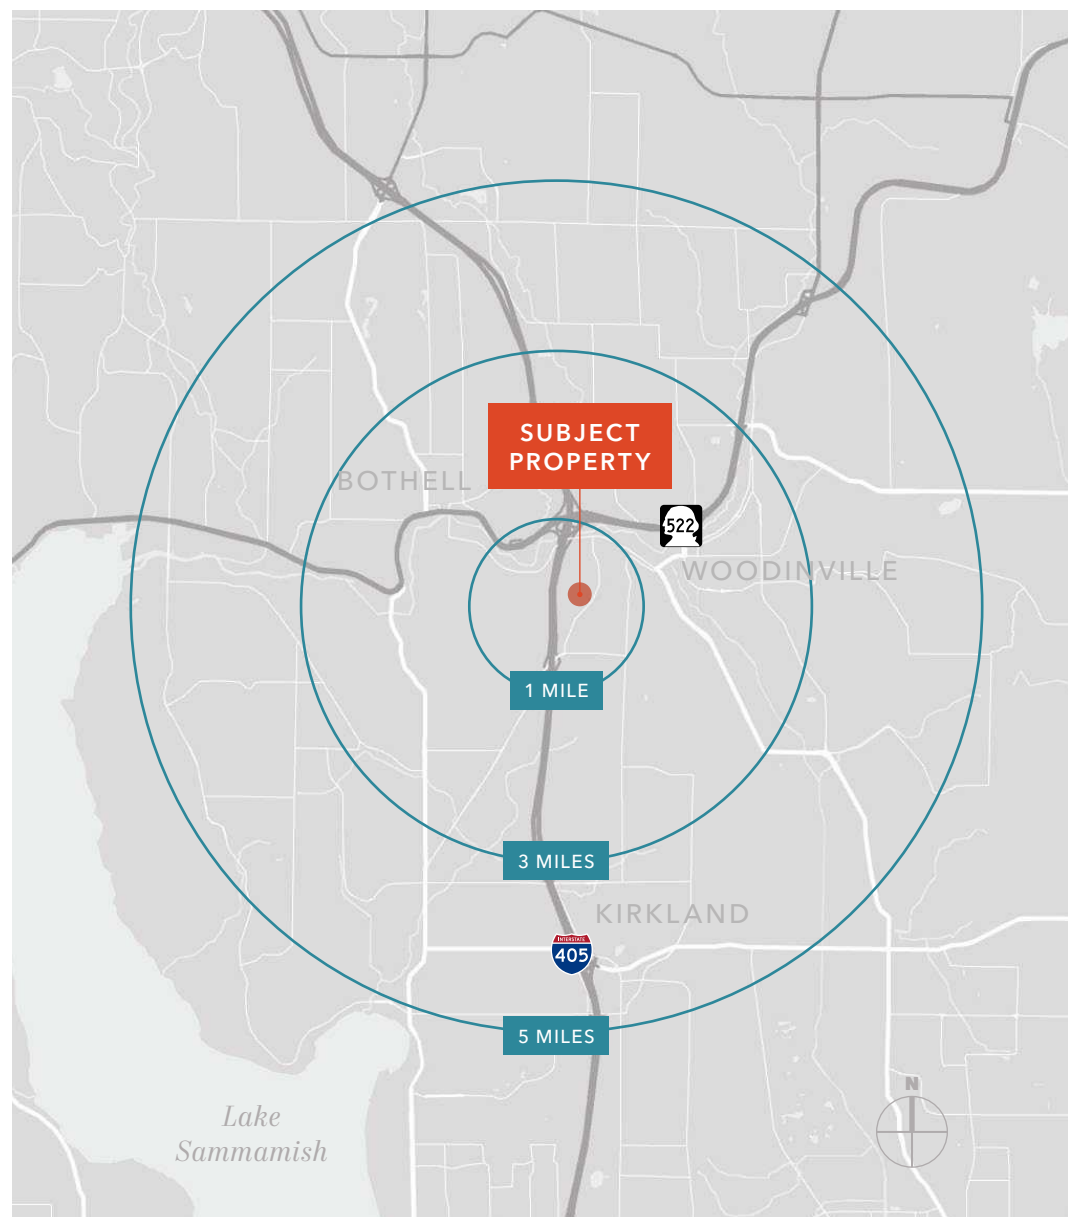 SUBJECT
PROPERTY
BOTHELL
522
WOODINVILLE
1 MILE
3 MILES
KIRKLAND
INTERSTATE
405
5 MILES
N
Lake
Sammamish